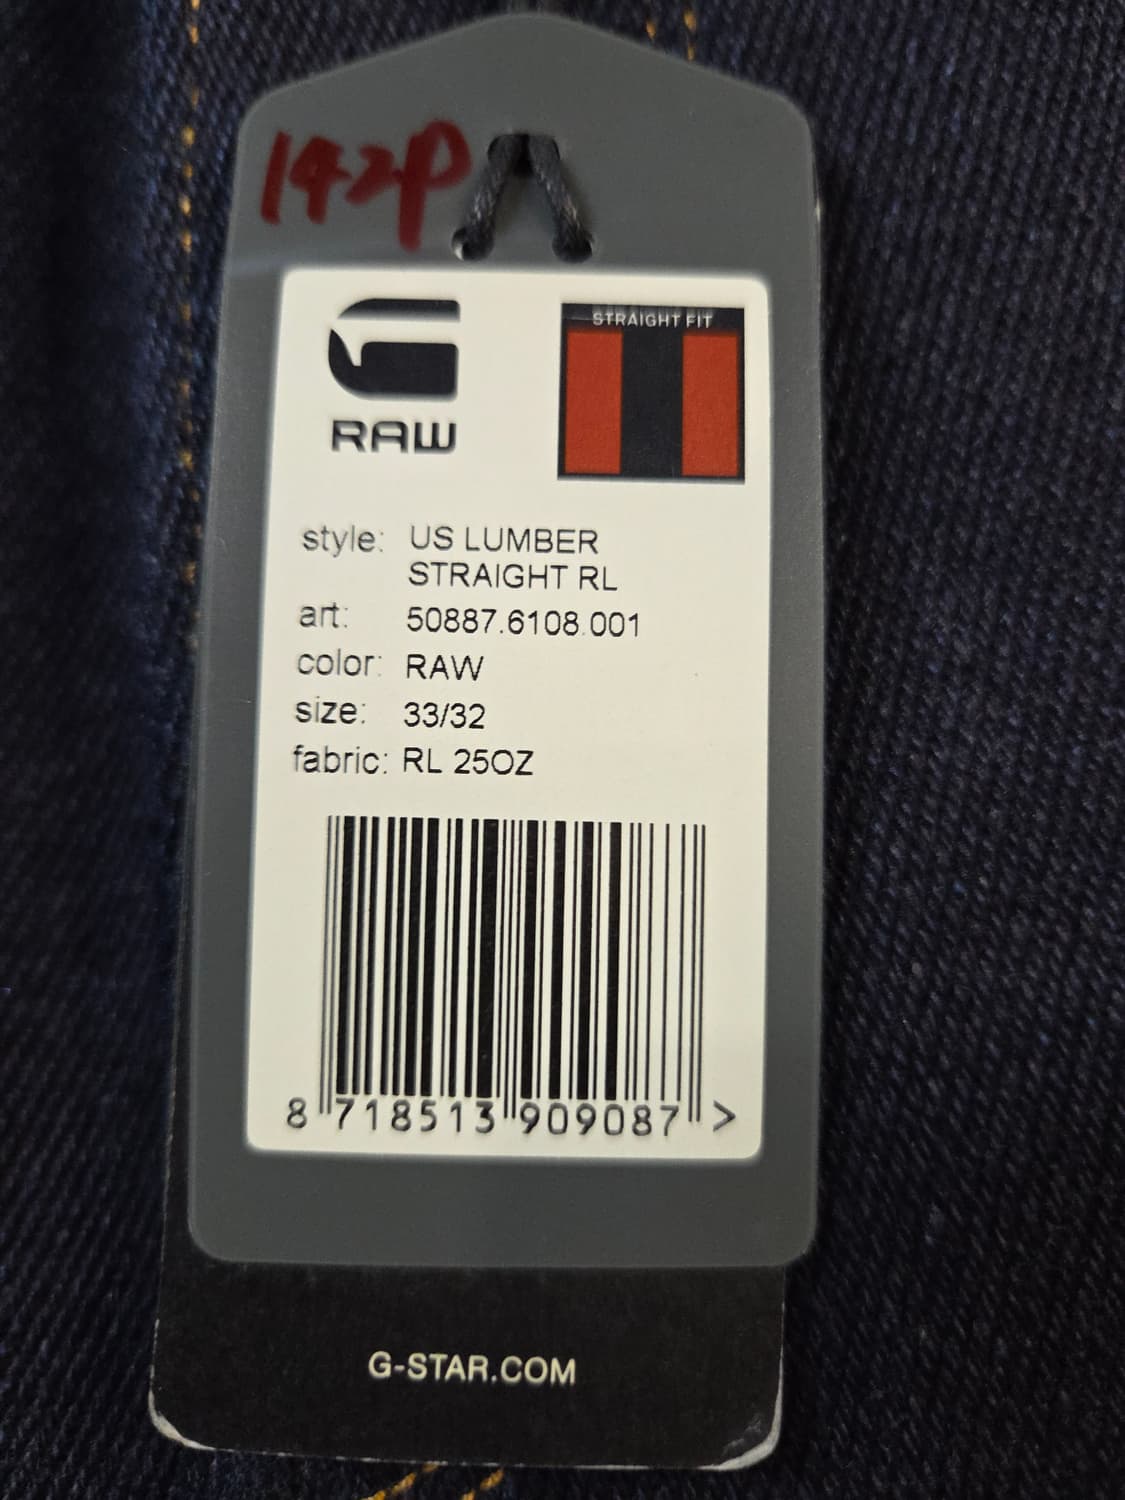 142P
RAW
STRAIGHT FIT
style: US LUMBER
STRAIGHT RL
art: 50887.6108.001
color: RAW
size: 33/32
fabric: RL 25OZ
8 718513 909087 >
G-STAR.COM